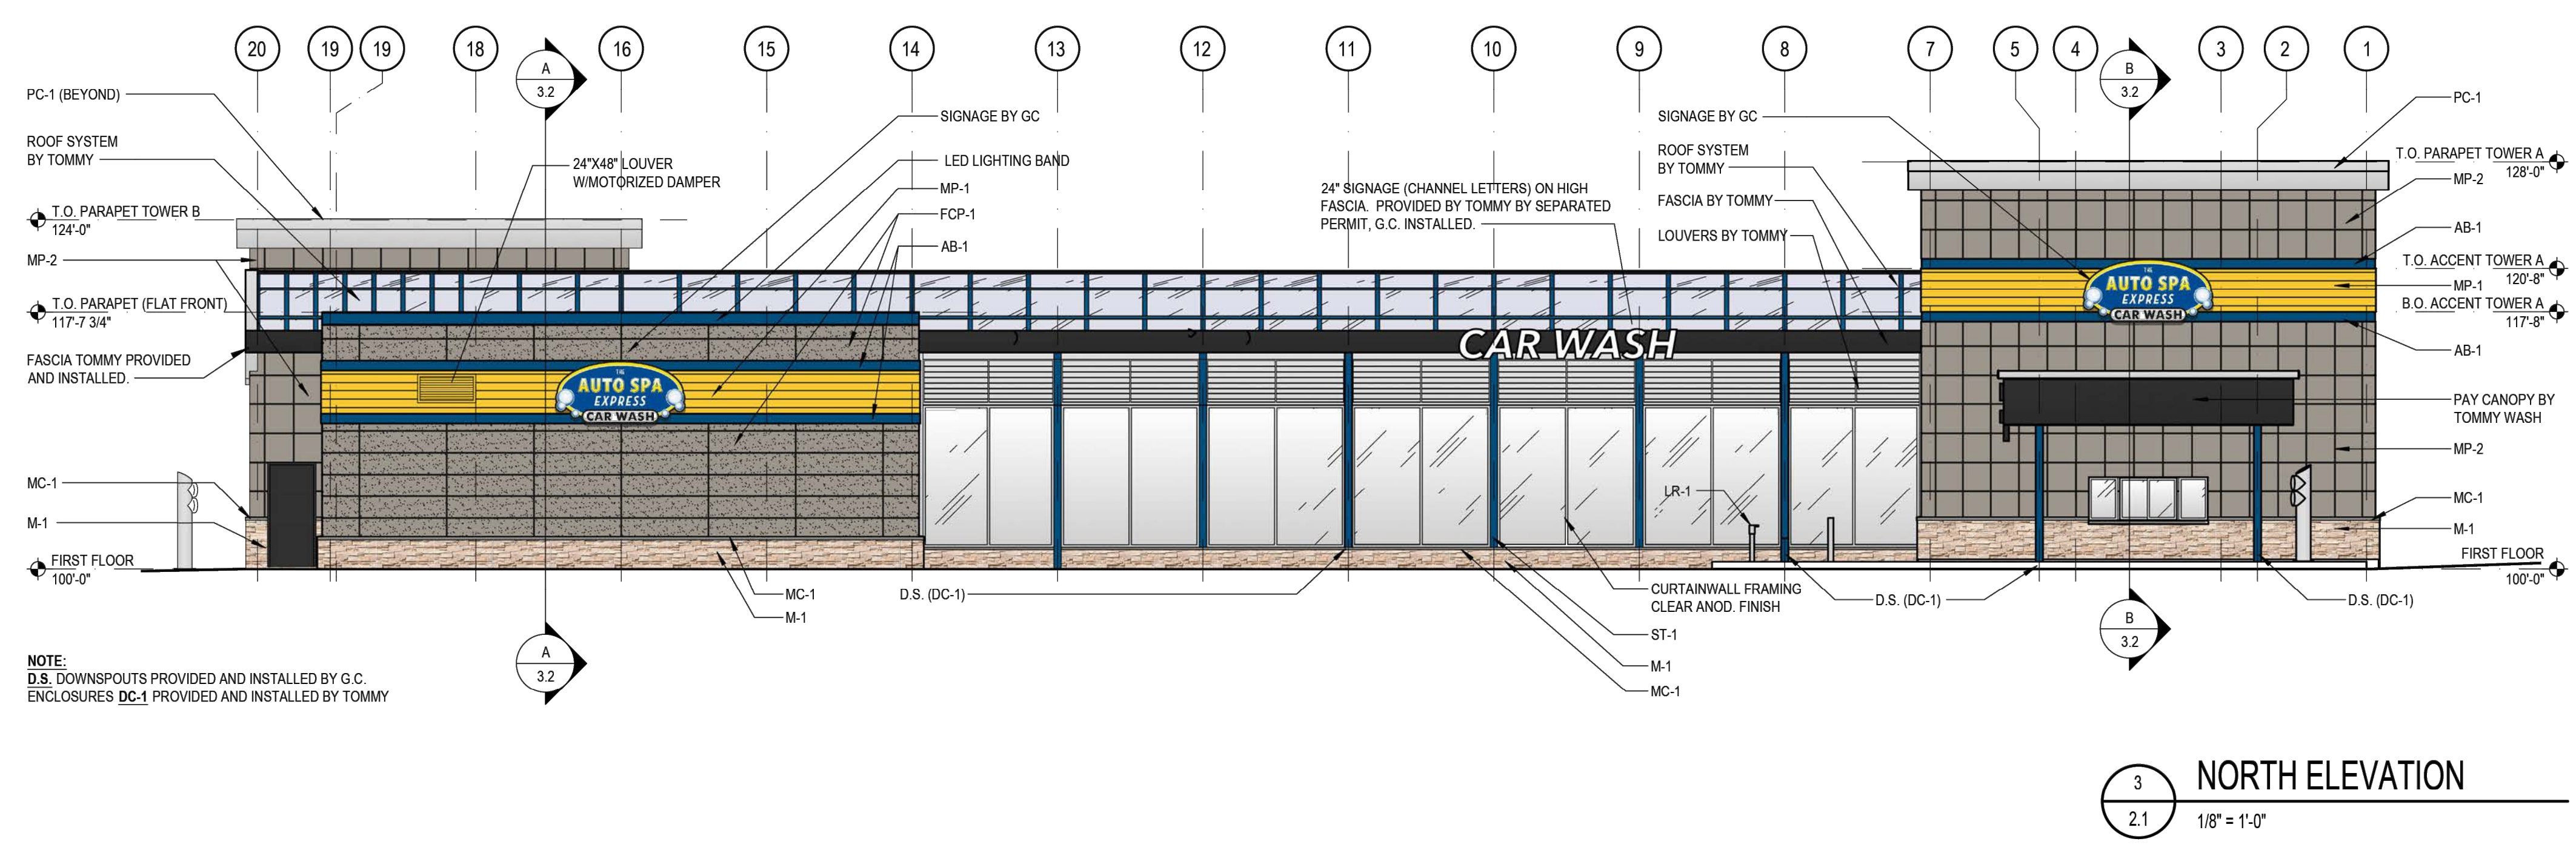 20
19
19
18
16
15
14
13
12
11
10
9
8
7
5
4
3
2
1
A
3.2
B
3.2
PC-1 (BEYOND)
ROOF SYSTEM
BY TOMMY
24"X48" LOUVER
W/MOTORIZED DAMPER
SIGNAGE BY GC
LED LIGHTING BAND
MP-1
FCP-1
AB-1
24" SIGNAGE (CHANNEL LETTERS) ON HIGH
FASCIA. PROVIDED BY TOMMY BY SEPARATED
PERMIT, G.C. INSTALLED.
SIGNAGE BY GC
ROOF SYSTEM
BY TOMMY
FASCIA BY TOMMY
LOUVERS BY TOMMY
PC-1
T.O. PARAPET TOWER A
128'-0"
MP-2
AB-1
T.O. ACCENT TOWER A
120'-8"
MP-1
B.O. ACCENT TOWER A
117'-8"
AB-1
PAY CANOPY BY
TOMMY WASH
MP-2
MC-1
M-1
FIRST FLOOR
100'-0"
T.O. PARAPET TOWER B
124'-0"
MP-2
T.O. PARAPET (FLAT FRONT)
117'-7 3/4"
FASCIA TOMMY PROVIDED
AND INSTALLED.
MC-1
M-1
FIRST FLOOR
100'-0"
THE
AUTO SPA
EXPRESS
CAR WASH
CAR WASH
THE
AUTO SPA
EXPRESS
CAR WASH
LR-1
MC-1
M-1
D.S. (DC-1)
CURTAINWALL FRAMING
CLEAR ANOD. FINISH
ST-1
M-1
MC-1
D.S. (DC-1)
D.S. (DC-1)
A
3.2
B
3.2
NOTE:
D.S. DOWNSPOUTS PROVIDED AND INSTALLED BY G.C.
ENCLOSURES DC-1 PROVIDED AND INSTALLED BY TOMMY
3
2.1
NORTH ELEVATION
1/8" = 1'-0"